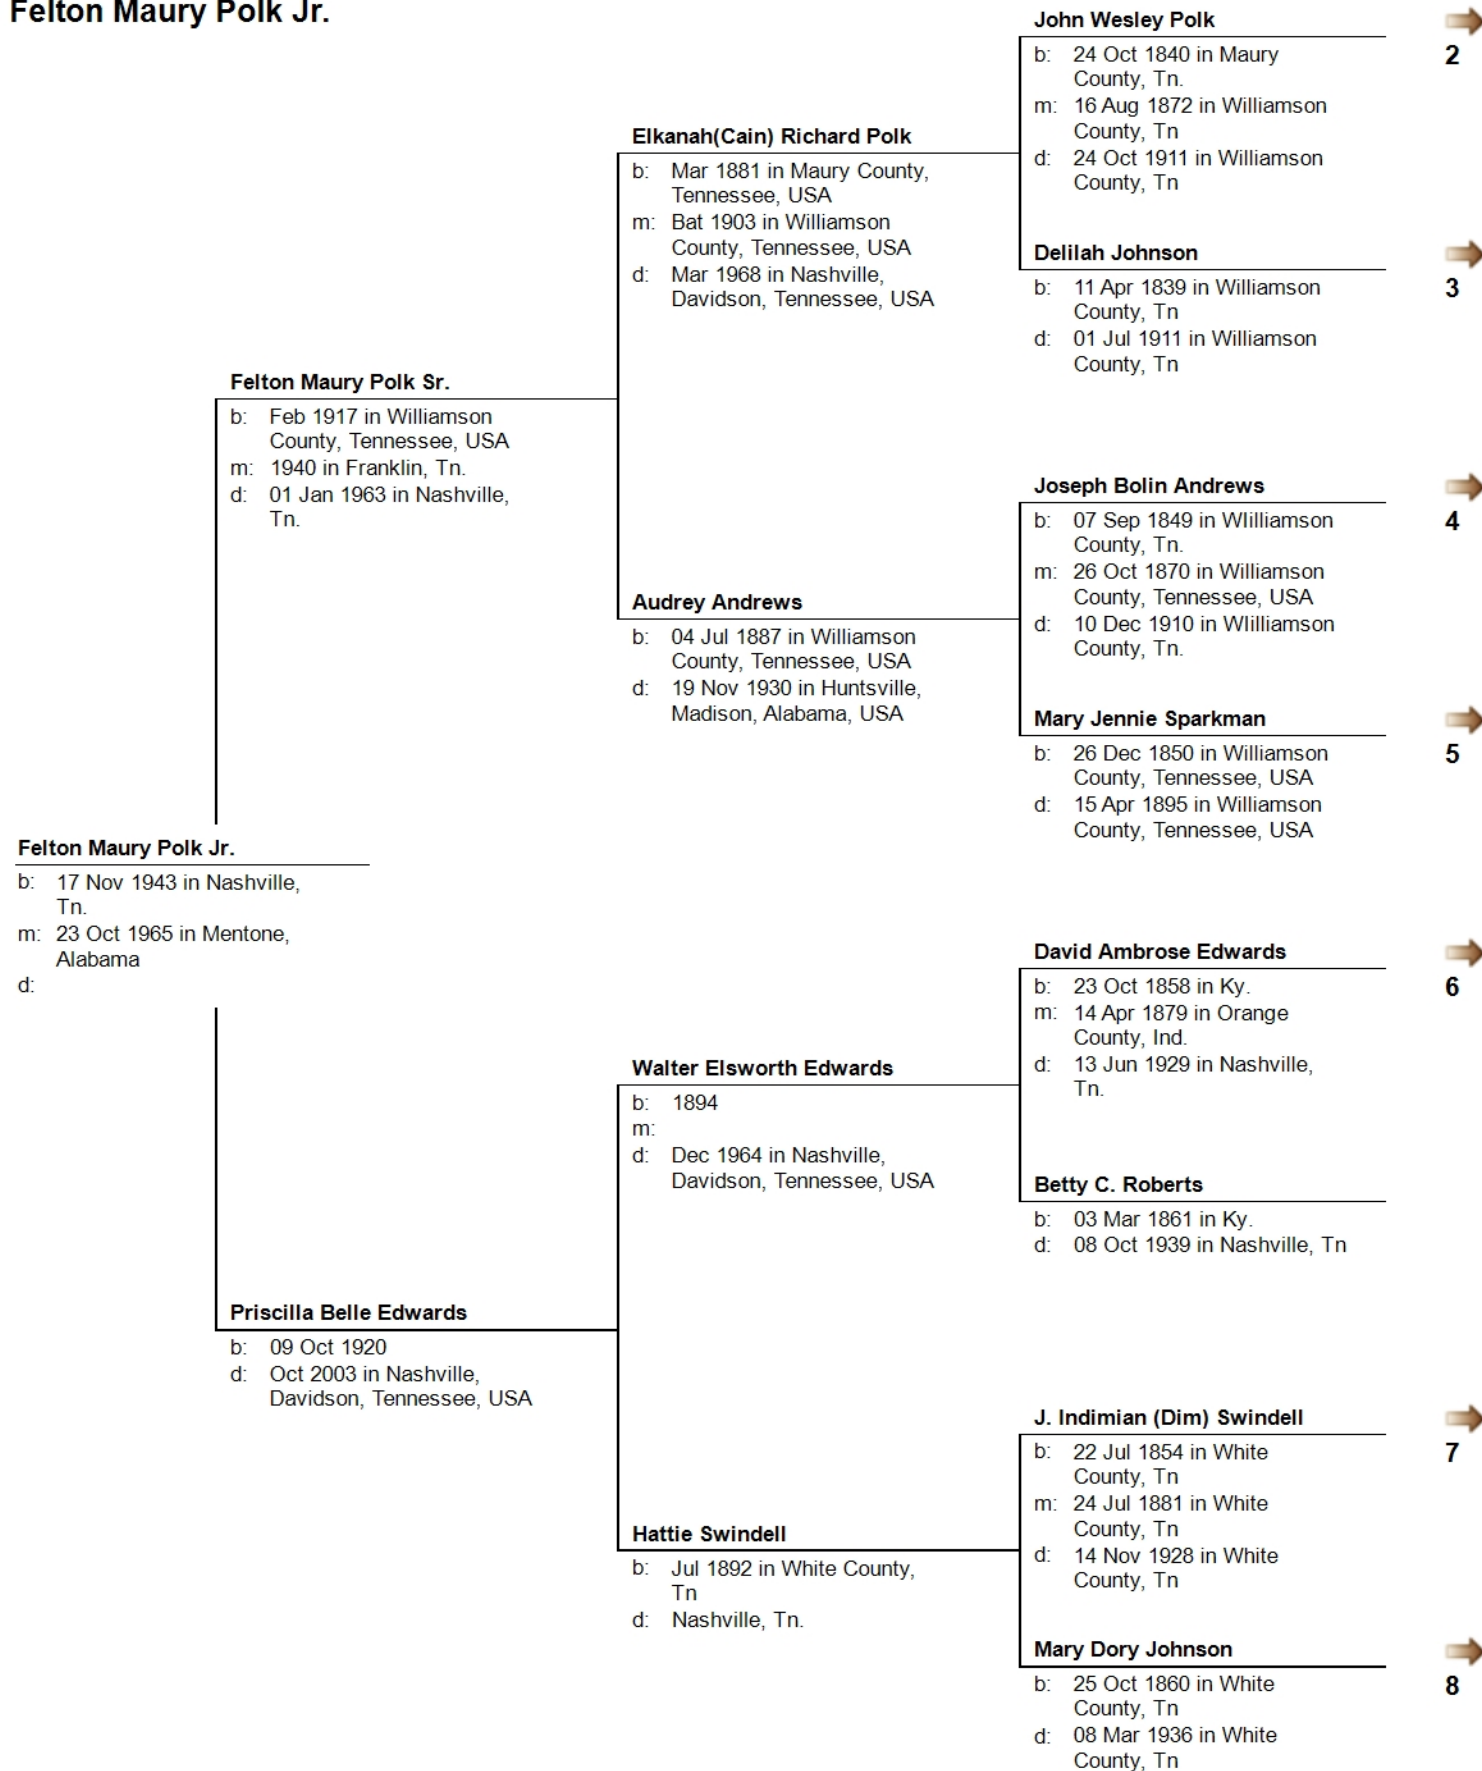 Felton Maury Polk Jr.
John Wesley Polk
b: 24 Oct 1840 in Maury
County, Tn.
m: 16 Aug 1872 in Williamson
County, Tn
d: 24 Oct 1911 in Williamson
County, Tn
2
Elkanah(Cain) Richard Polk
b: Mar 1881 in Maury County,
Tennessee, USA
m: Bat 1903 in Williamson
County, Tennessee, USA
d: Mar 1968 in Nashville,
Davidson, Tennessee, USA
Delilah Johnson
b: 11 Apr 1839 in Williamson
County, Tn
d: 01 Jul 1911 in Williamson
County, Tn
3
Felton Maury Polk Sr.
b: Feb 1917 in Williamson
County, Tennessee, USA
m: 1940 in Franklin, Tn.
d: 01 Jan 1963 in Nashville,
Tn.
Joseph Bolin Andrews
b: 07 Sep 1849 in WIilliamson
County, Tn.
m: 26 Oct 1870 in Williamson
County, Tennessee, USA
d: 10 Dec 1910 in WIilliamson
County, Tn.
4
Audrey Andrews
b: 04 Jul 1887 in Williamson
County, Tennessee, USA
d: 19 Nov 1930 in Huntsville,
Madison, Alabama, USA
Mary Jennie Sparkman
b: 26 Dec 1850 in Williamson
County, Tennessee, USA
d: 15 Apr 1895 in Williamson
County, Tennessee, USA
5
Felton Maury Polk Jr.
b: 17 Nov 1943 in Nashville,
Tn.
m: 23 Oct 1965 in Mentone,
Alabama
d:
David Ambrose Edwards
b: 23 Oct 1858 in Ky.
m: 14 Apr 1879 in Orange
County, Ind.
d: 13 Jun 1929 in Nashville,
Tn.
6
Walter Elsworth Edwards
b: 1894
m:
d: Dec 1964 in Nashville,
Davidson, Tennessee, USA
Betty C. Roberts
b: 03 Mar 1861 in Ky.
d: 08 Oct 1939 in Nashville, Tn
Priscilla Belle Edwards
b: 09 Oct 1920
d: Oct 2003 in Nashville,
Davidson, Tennessee, USA
J. Indimian (Dim) Swindell
b: 22 Jul 1854 in White
County, Tn
m: 24 Jul 1881 in White
County, Tn
d: 14 Nov 1928 in White
County, Tn
7
Hattie Swindell
b: Jul 1892 in White County,
Tn
d: Nashville, Tn.
Mary Dory Johnson
b: 25 Oct 1860 in White
County, Tn
d: 08 Mar 1936 in White
County, Tn
8